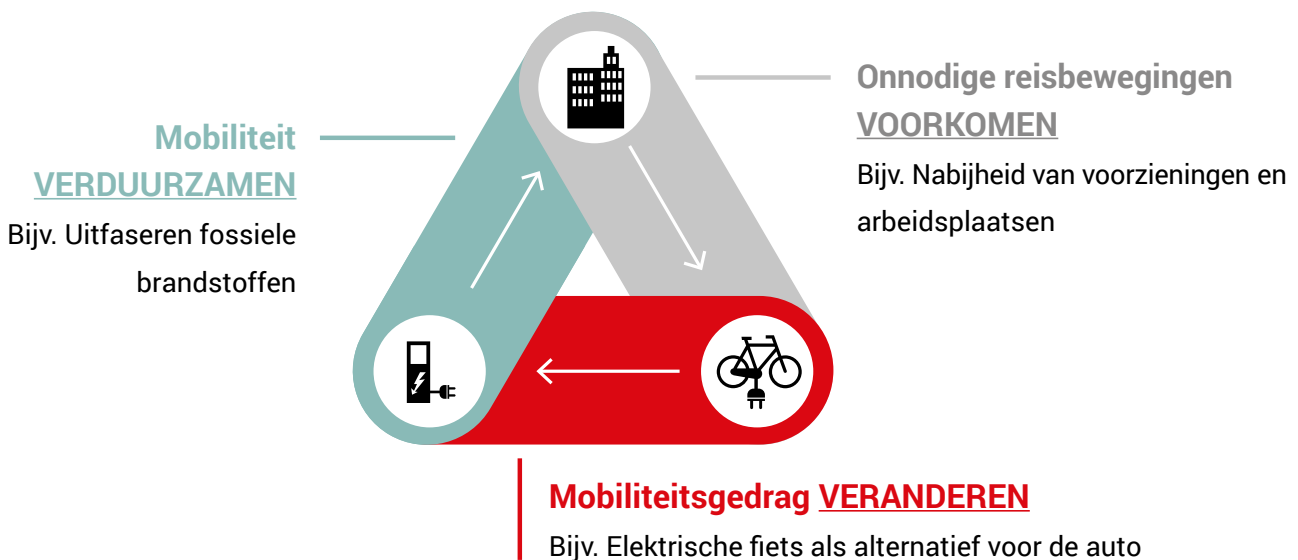 Onnodige reisbewegingen
VOORKOMEN
Bijv. Nabijheid van voorzieningen en
arbeidsplaatsen
Mobiliteit
VERDUURZAMEN
Bijv. Uitfaseren fossiele
brandstoffen
Mobiliteitsgedrag VERANDEREN
Bijv. Elektrische fiets als alternatief voor de auto